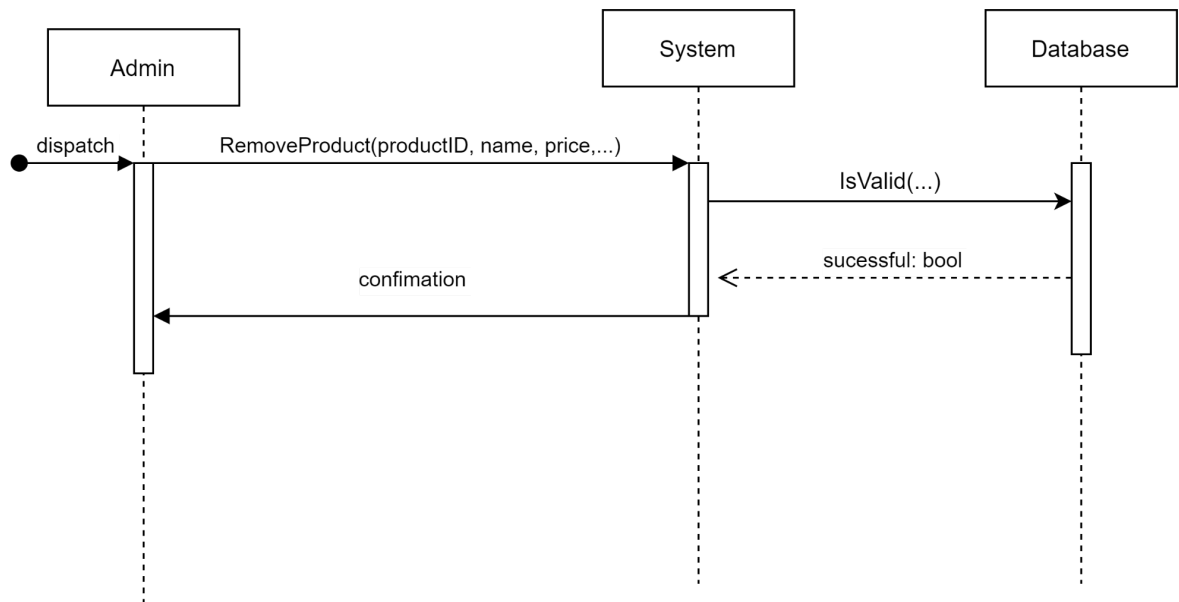 Admin
System
Database
dispatch
RemoveProduct(productID, name, price,...)
IsValid(...)
sucessful: bool
confimation